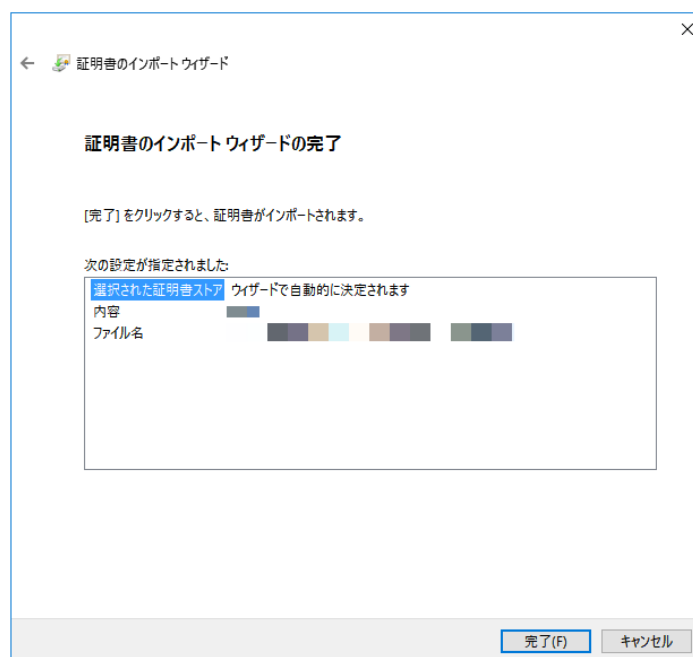 証明書のインポート ウィザード
証明書のインポート ウィザードの完了
[完了] をクリックすると、証明書がインポートされます。
次の設定が指定されました:
選択された証明書ストア ウィザードで自動的に決定されます
内容
ファイル名
完了(F) キャンセル